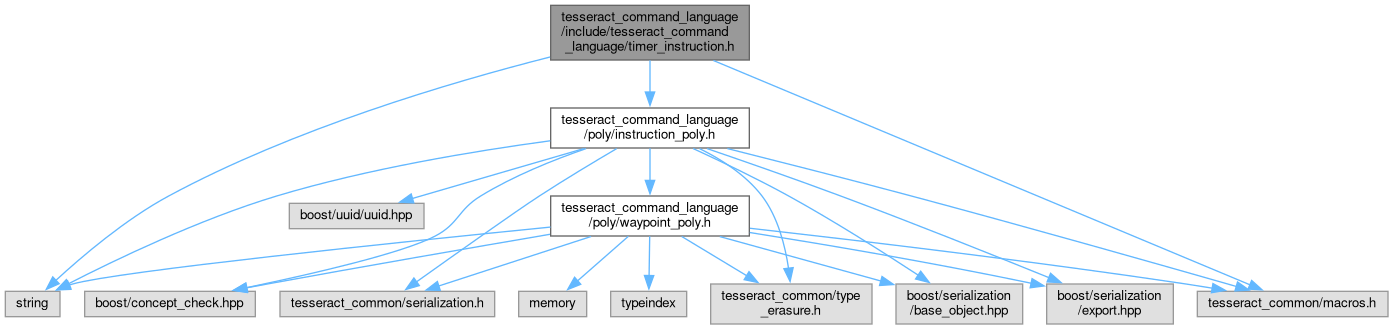 tesseract_command_language
/include/tesseract_command
_language/timer_instruction.h
tesseract_command_language
/poly/instruction_poly.h
boost/uuid/uuid.hpp
tesseract_command_language
/poly/waypoint_poly.h
string
boost/concept_check.hpp
tesseract_common/serialization.h
memory
typeindex
tesseract_common/type
_erasure.h
boost/serialization
/base_object.hpp
boost/serialization
/export.hpp
tesseract_common/macros.h